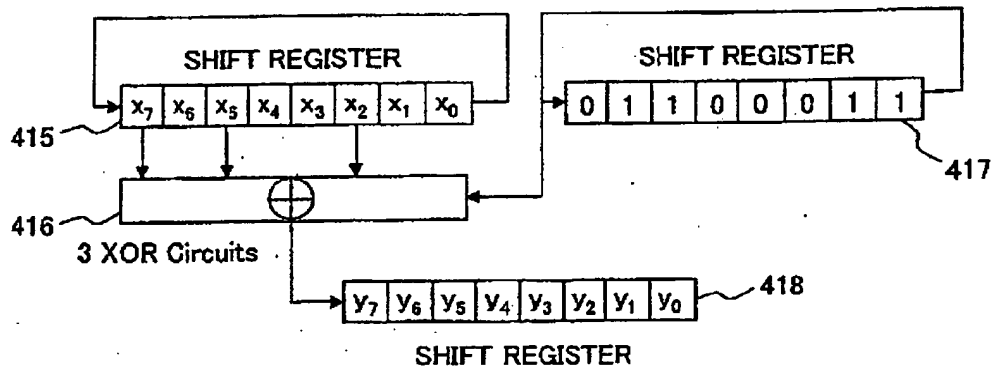 SHIFT REGISTER
x7 x6 x5 x4 x3 x2 x1 x0
415
SHIFT REGISTER
0 1 1 0 0 0 1 1
417
416
3 XOR Circuits
y7 y6 y5 y4 y3 y2 y1 y0
418
SHIFT REGISTER